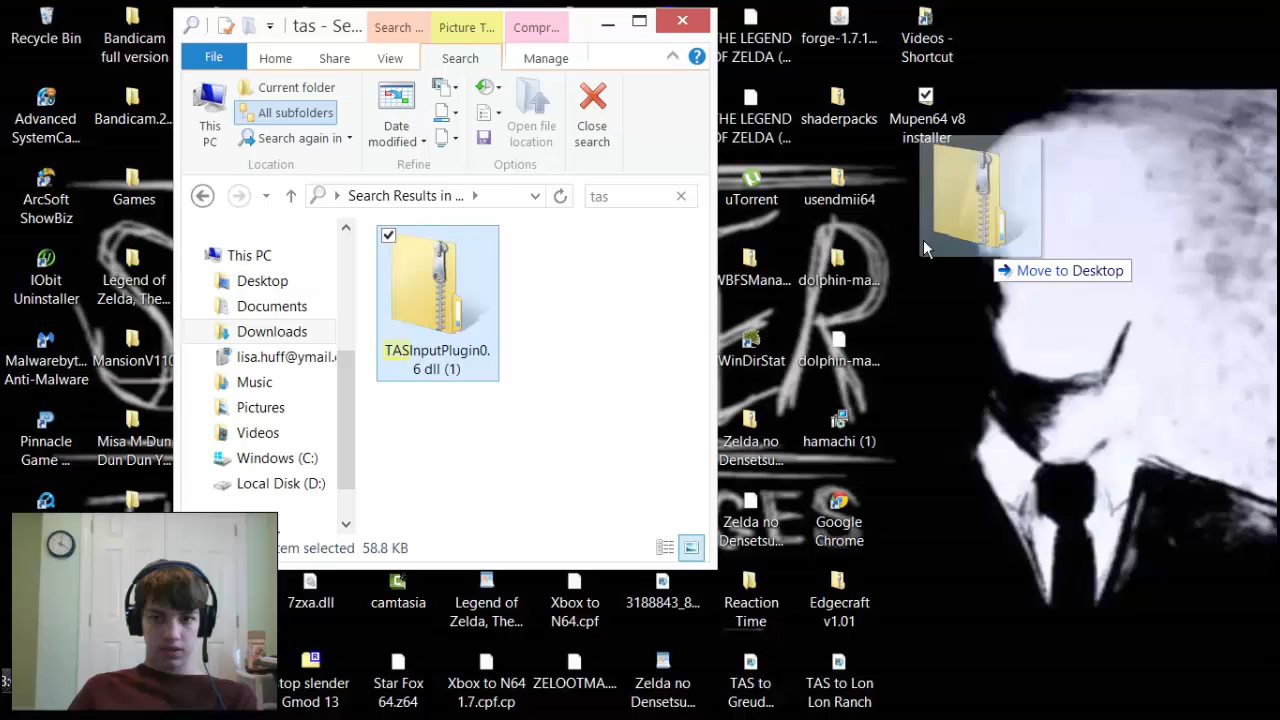 Recycle Bin
Bandicam
full version
tas - Se...
Search ...
Picture T...
Compr...
THE LEGEND
OF ZELDA (...
forge-1.7.1...
Videos -
Shortcut
File
Home
Share
View
Search
Manage
Current folder
All subfolders
Search again in
This
PC
Location
Date
modified
Refine
Open file
location
Options
Close
search
Advanced
SystemCa...
Bandicam.2...
THE LEGEND
OF ZELDA (...
shaderpacks
Mupen64 v8
installer
Search Results in ...
tas
ArcSoft
ShowBiz
Games
uTorrent
usendmii64
This PC
Desktop
Documents
Downloads
lisa.huff@ymail.
Music
Pictures
Videos
Windows (C:)
Local Disk (D:)
TASInputPlugin0.
6 dll (1)
Move to Desktop
IObit
Uninstaller
Legend of
Zelda, The...
WBFSMana...
dolphin-ma...
Malwarebyt...
Anti-Malware
MansionV110
WinDirStat
dolphin-ma...
Pinnacle
Game ...
Misa M Dun
Dun Dun Y...
Zelda no
Densetsu...
hamachi (1)
Zelda no
Densetsu...
Google
Chrome
tem selected
58.8 KB
7zxa.dll
camtasia
Legend of
Zelda, The...
Xbox to
N64.cpf
3188843_8...
Reaction
Time
Edgecraft
v1.01
top slender
Gmod 13
Star Fox
64.z64
Xbox to N64
1.7.cpf.cp
ZELOOTMA....
Zelda no
Densetsu...
TAS to
Greud...
TAS to Lon
Lon Ranch